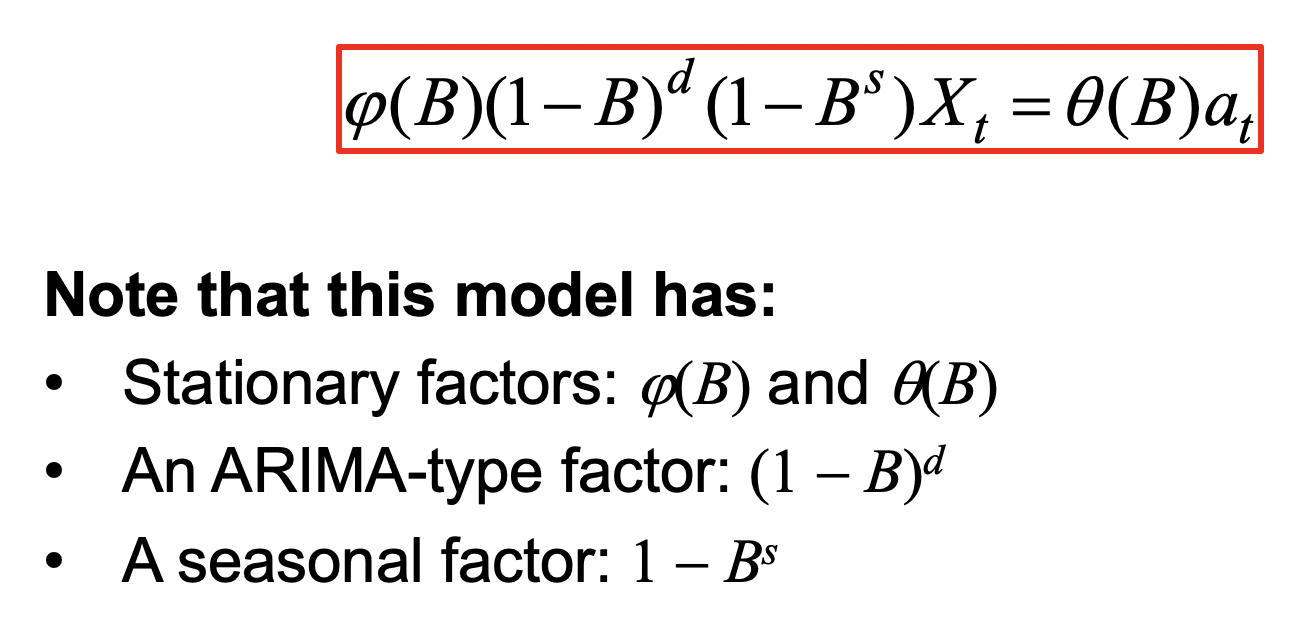 φ(B)(1 − B)^d (1 − B^s)X_t = θ(B)a_t
Note that this model has:
• Stationary factors: φ(B) and θ(B)
• An ARIMA-type factor: (1 − B)^d
• A seasonal factor: 1 − B^s